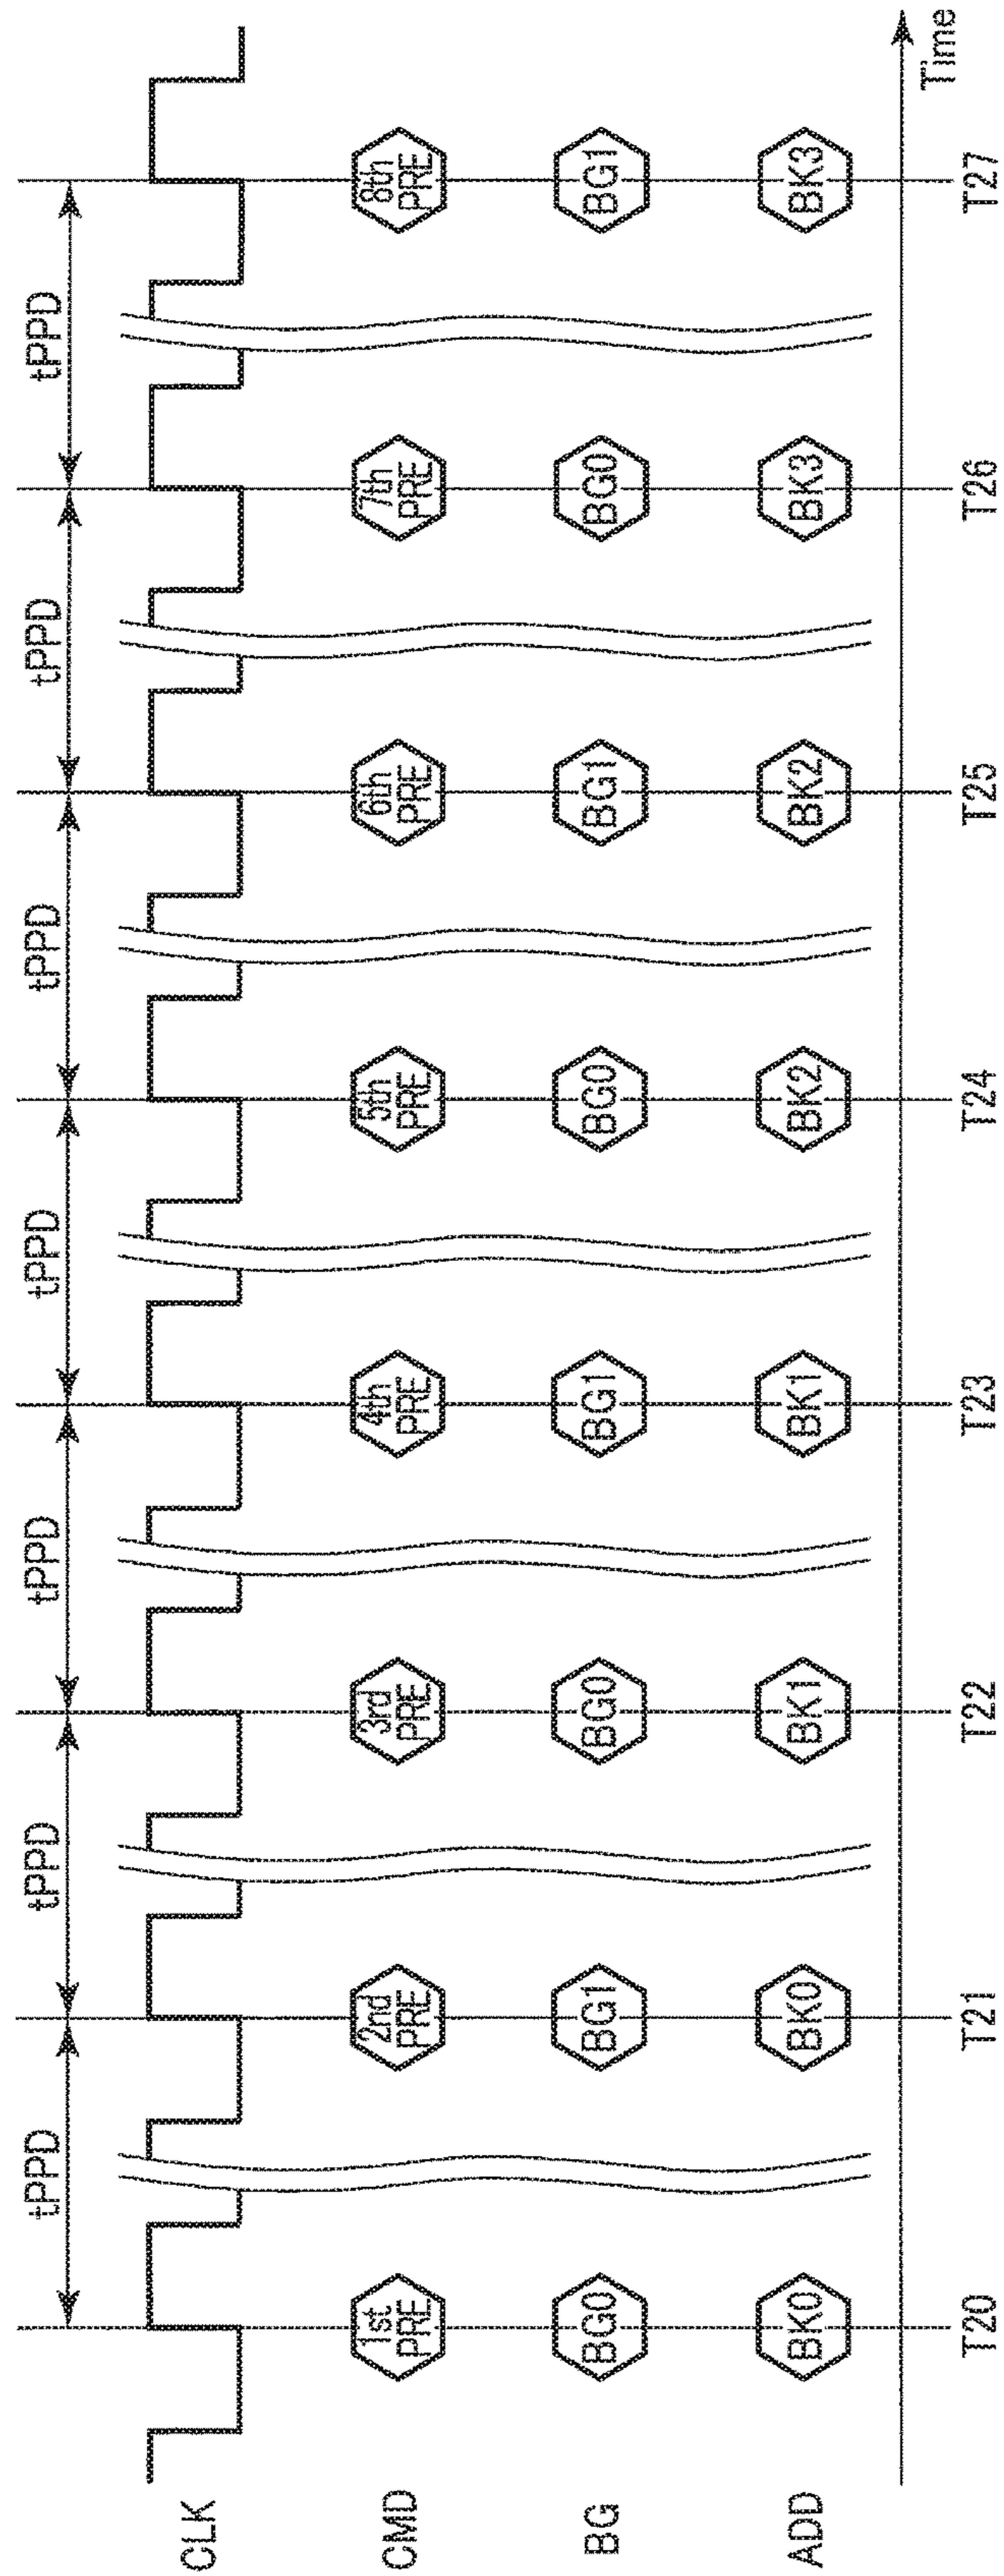 tPPD tPPD tPPD tPPD tPPD tPPD tPPD
CLK
CMD 1st PRE 2nd PRE 3rd PRE 4th PRE 5th PRE 6th PRE 7th PRE 8th PRE
BG BG0 BG1 BG0 BG1 BG0 BG1 BG0 BG1
ADD BK0 BK0 BK1 BK1 BK2 BK2 BK3 BK3
Time
T20 T21 T22 T23 T24 T25 T26 T27